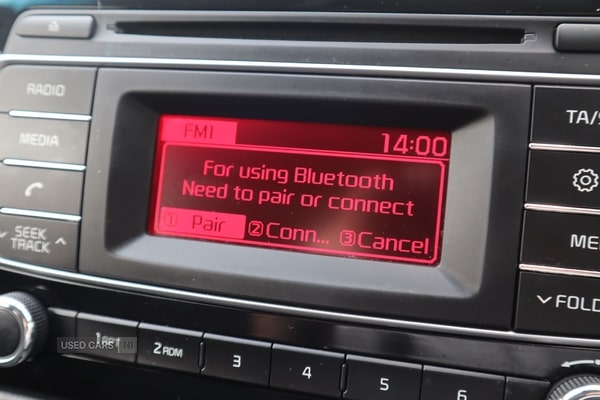 RADIO
MEDIA
SEEK
TRACK
FM1
14:00
For using Bluetooth
Need to pair or connect
① Pair ②Conn... ③Cancel
TA/
ME
FOLD
USED CARS NI
2 RDM
3
4
5
6